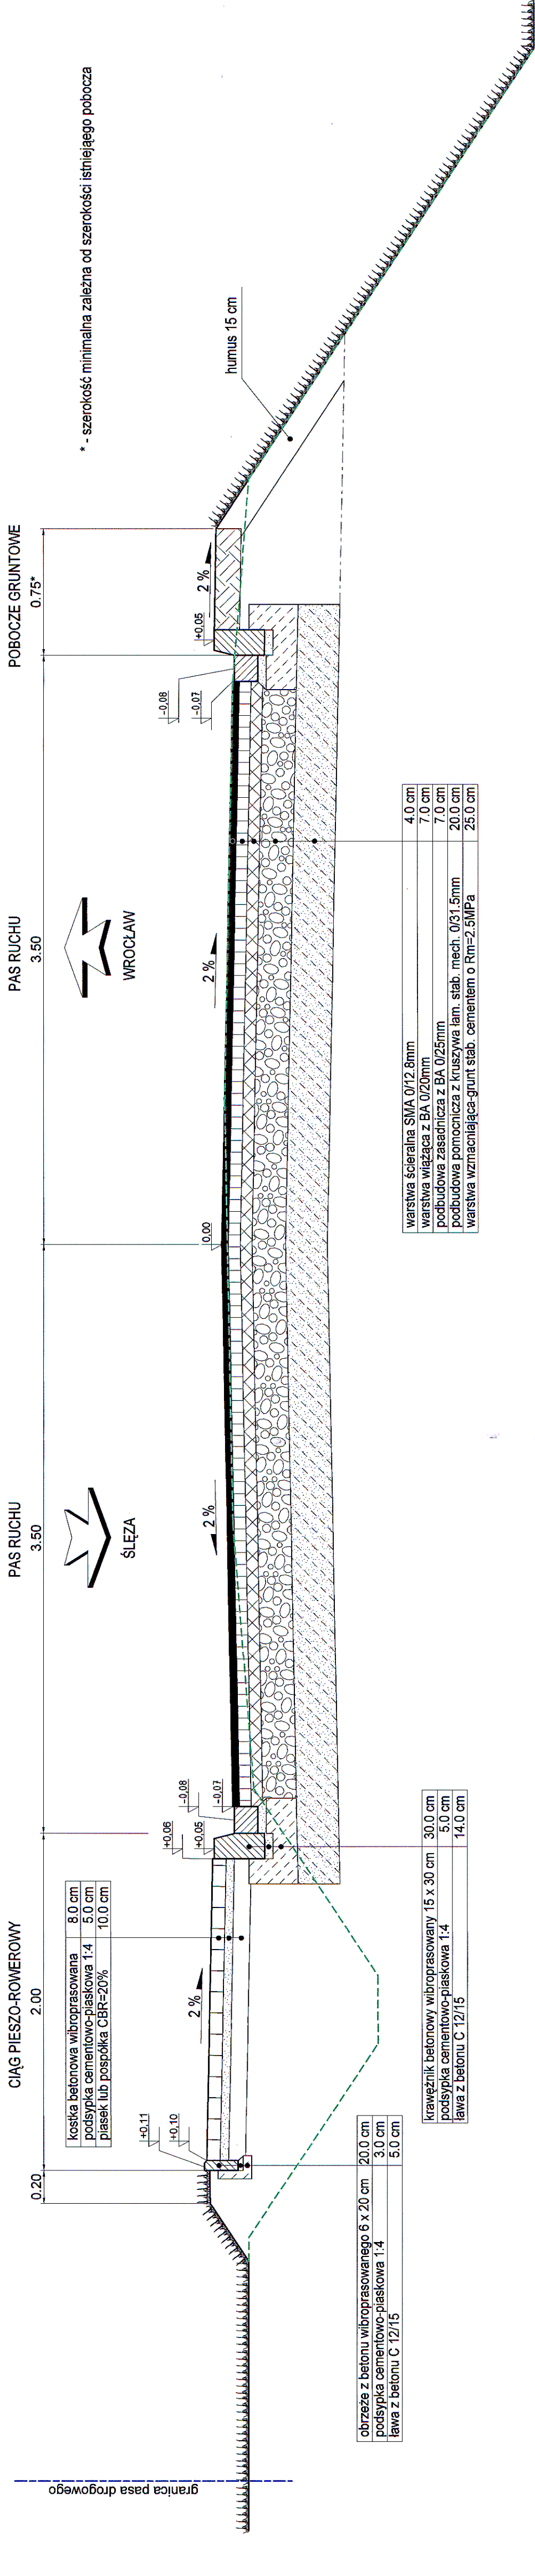 * - szerokość minimalna zależna od szerokości istniejąego pobocza
CIĄG PIESZO-ROWEROWY
PAS RUCHU
PAS RUCHU
POBOCZE GRUNTOWE
0.20
2.00
3.50
3.50
0.75*
ŚLĘZA
WROCŁAW
kostka betonowa wibroprasowana 8.0 cm
podsypka cementowo-piaskowa 1:4 5.0 cm
piasek lub pospółka CBR=20% 10.0 cm
+0,11
+0,10
2 %
+0,06
+0,05
-0,08
-0,07
2 %
0.00
2 %
-0,08
-0,07
+0,05
2 %
humus 15 cm
granica pasa drogowego
obrzeże z betonu wibroprasowanego 6 x 20 cm 20.0 cm
podsypka cementowo-piaskowa 1:4 3.0 cm
ława z betonu C 12/15 5.0 cm
krawężnik betonowy wibroprasowany 15 x 30 cm 30.0 cm
podsypka cementowo-piaskowa 1:4 5.0 cm
ława z betonu C 12/15 14.0 cm
warstwa ścieralna SMA 0/12.8mm 4.0 cm
warstwa wiążąca z BA 0/20mm 7.0 cm
podbudowa zasadnicza z BA 0/25mm 7.0 cm
podbudowa pomocnicza z kruszywa łam. stab. mech. 0/31.5mm 20.0 cm
warstwa wzmacniająca-grunt stab. cementem o Rm=2.5MPa 25.0 cm